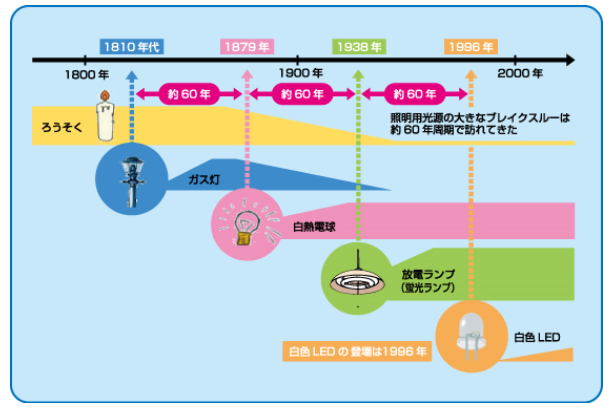 1810年代
1879年
1938年
1996年
1800年
1900年
2000年
約60年
約60年
約60年
照明用光源の大きなブレイクスルーは
約60年周期で訪れてきた
ろうそく
ガス灯
白熱電球
放電ランプ
(蛍光ランプ)
白色LED
白色LEDの登場は1996年